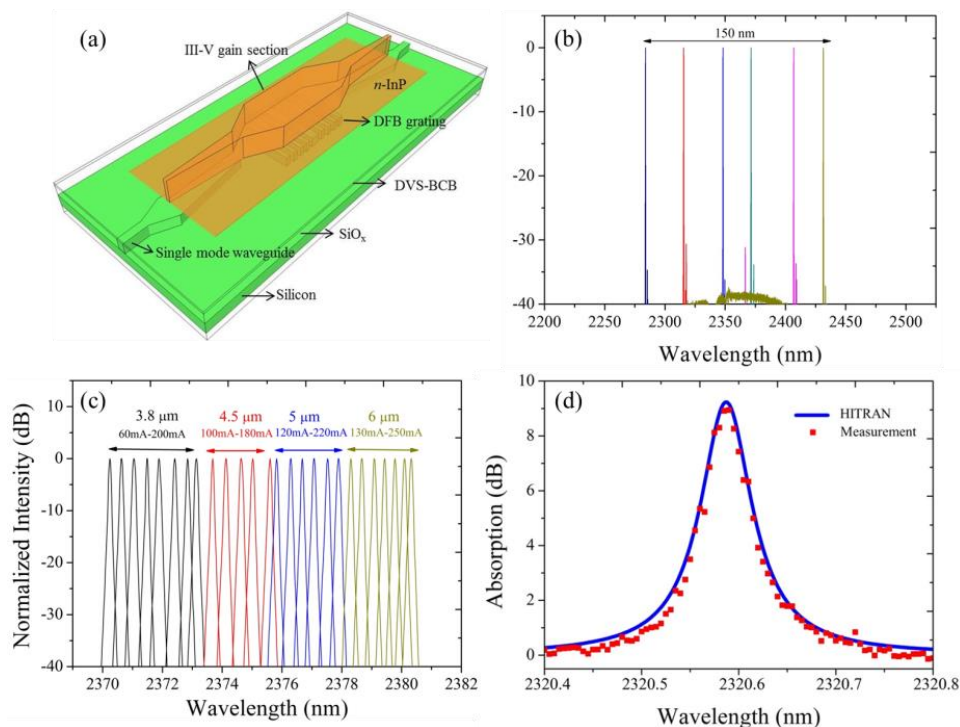 (a)
III-V gain section
n-InP
DFB grating
DVS-BCB
SiOx
Single mode waveguide
Silicon
(b)
150 nm
0
-10
-20
-30
-40
2200 2250 2300 2350 2400 2450 2500
Wavelength (nm)
(c)
Normalized Intensity (dB)
10
0
-10
-20
-30
-40
3.8 μm 4.5 μm 5 μm 6 μm
60mA-200mA 100mA-180mA 120mA-220mA 130mA-250mA
2370 2372 2374 2376 2378 2380 2382
Wavelength (nm)
(d)
Absorption (dB)
10
8
6
4
2
0
HITRAN
Measurement
2320.4 2320.5 2320.6 2320.7 2320.8
Wavelength (nm)